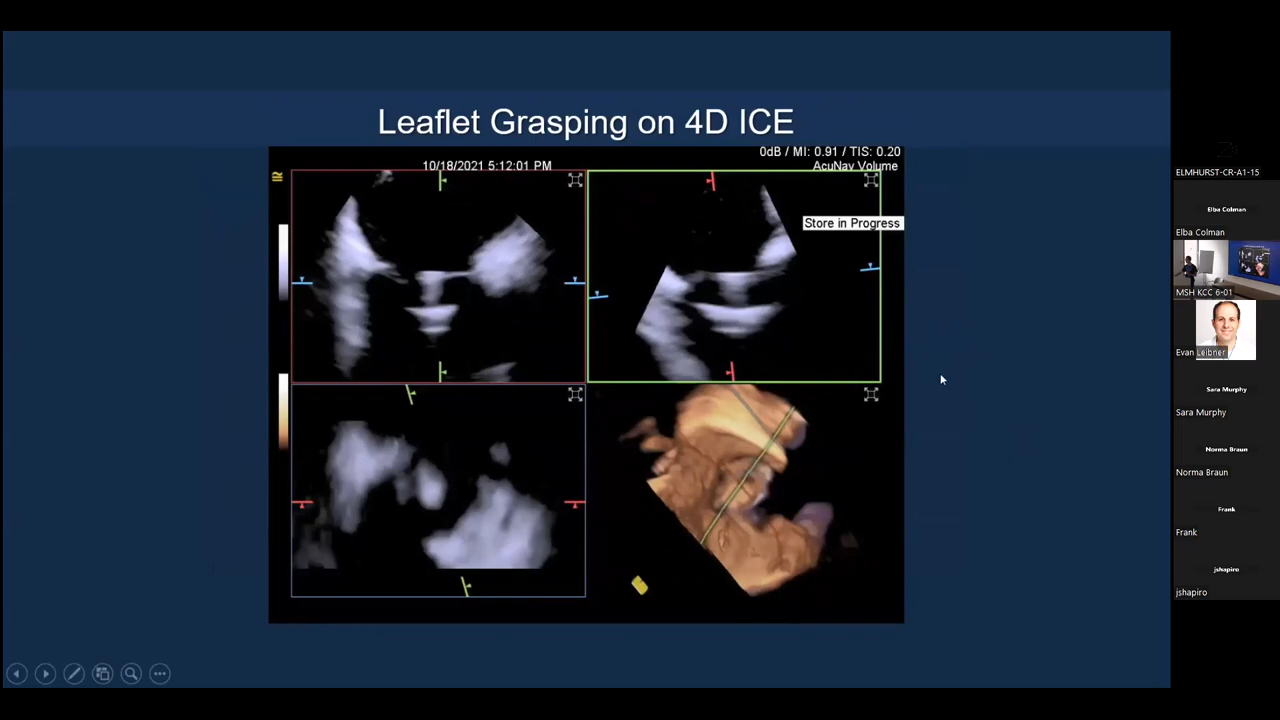 Leaflet Grasping on 4D ICE
0dB / MI: 0.91 / TIS: 0.20
10/18/2021 5:12:01 PM
AcuNav Volume
Store in Progress
ELMHURST-CR-A1-15
Elba Colman
Elba Colman
MSH KCC 6-01
Evan Leibner
Sara Murphy
Sara Murphy
Norma Braun
Norma Braun
Frank
Frank
jshapiro
jshapiro